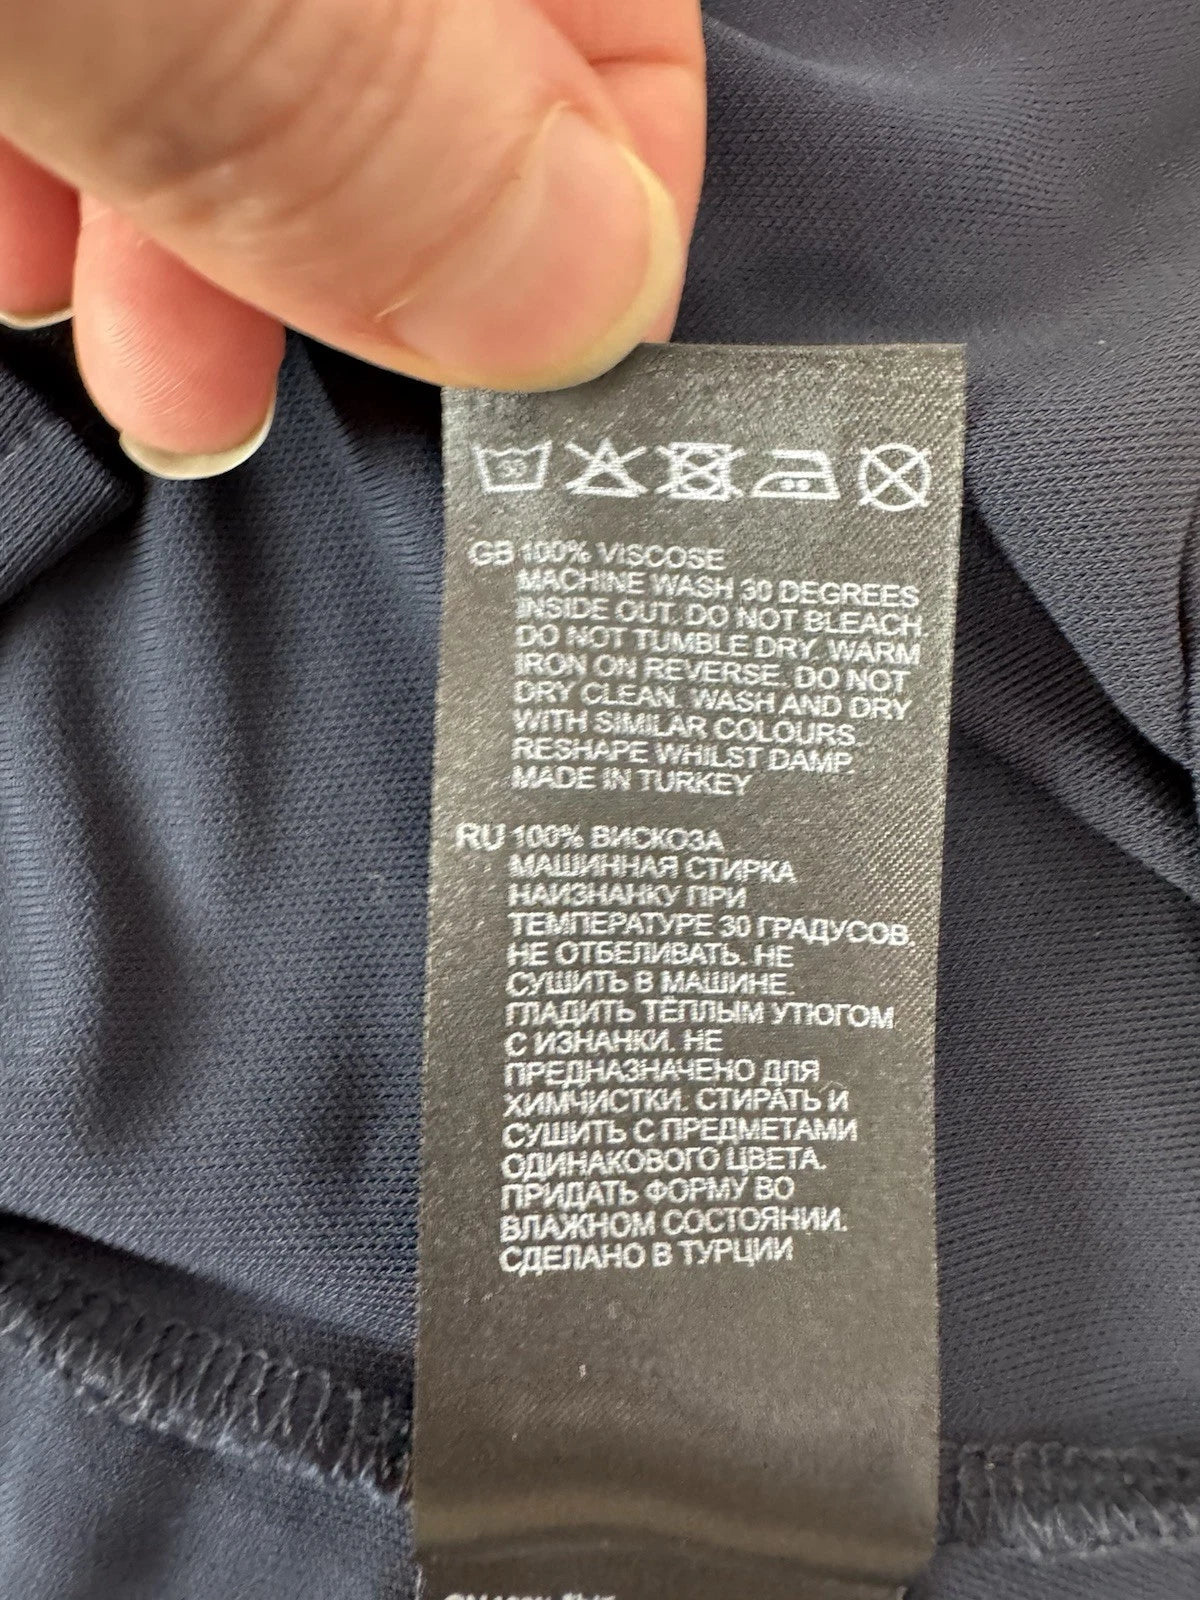 30
GB 100% VISCOSE
MACHINE WASH 30 DEGREES
INSIDE OUT. DO NOT BLEACH.
DO NOT TUMBLE DRY. WARM
IRON ON REVERSE. DO NOT
DRY CLEAN. WASH AND DRY
WITH SIMILAR COLOURS.
RESHAPE WHILST DAMP.
MADE IN TURKEY
RU 100% ВИСКОЗА
МАШИННАЯ СТИРКА
НАИЗНАНКУ ПРИ
ТЕМПЕРАТУРЕ 30 ГРАДУСОВ.
НЕ ОТБЕЛИВАТЬ. НЕ
СУШИТЬ В МАШИНЕ.
ГЛАДИТЬ ТЁПЛЫМ УТЮГОМ
С ИЗНАНКИ. НЕ
ПРЕДНАЗНАЧЕНО ДЛЯ
ХИМЧИСТКИ. СТИРАТЬ И
СУШИТЬ С ПРЕДМЕТАМИ
ОДИНАКОВОГО ЦВЕТА.
ПРИДАТЬ ФОРМУ ВО
ВЛАЖНОМ СОСТОЯНИИ.
СДЕЛАНО В ТУРЦИИ